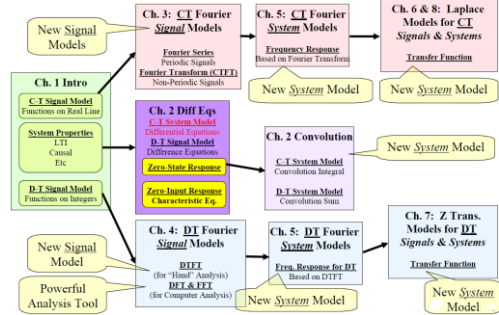 New Signal
Models
Ch. 3: CT Fourier
Signal Models
Fourier Series
Periodic Signals
Fourier Transform (CTFT)
Non-Periodic Signals
Ch. 5: CT Fourier
System Models
Frequency Response
Based on Fourier Transform
New System Model
Ch. 6 & 8: Laplace
Models for CT
Signals & Systems
Transfer Function
New System Model
Ch. 1 Intro
C-T Signal Model
Functions on Real Line
System Properties
LTI
Causal
Etc
D-T Signal Model
Functions on Integers
Ch. 2 Diff Eqs
C-T System Model
Differential Equations
D-T Signal Model
Difference Equations
Zero-State Response
Zero-Input Response
Characteristic Eq.
Ch. 2 Convolution
C-T System Model
Convolution Integral
D-T System Model
Convolution Sum
New System Model
New Signal
Model
Powerful
Analysis Tool
Ch. 4: DT Fourier
Signal Models
DTFT
(for "Hand" Analysis)
DFT & FFT
(for Computer Analysis)
Ch. 5: DT Fourier
System Models
Freq. Response for DT
Based on DTFT
New System Model
Ch. 7: Z Trans.
Models for DT
Signals & Systems
Transfer Function
New System
Model